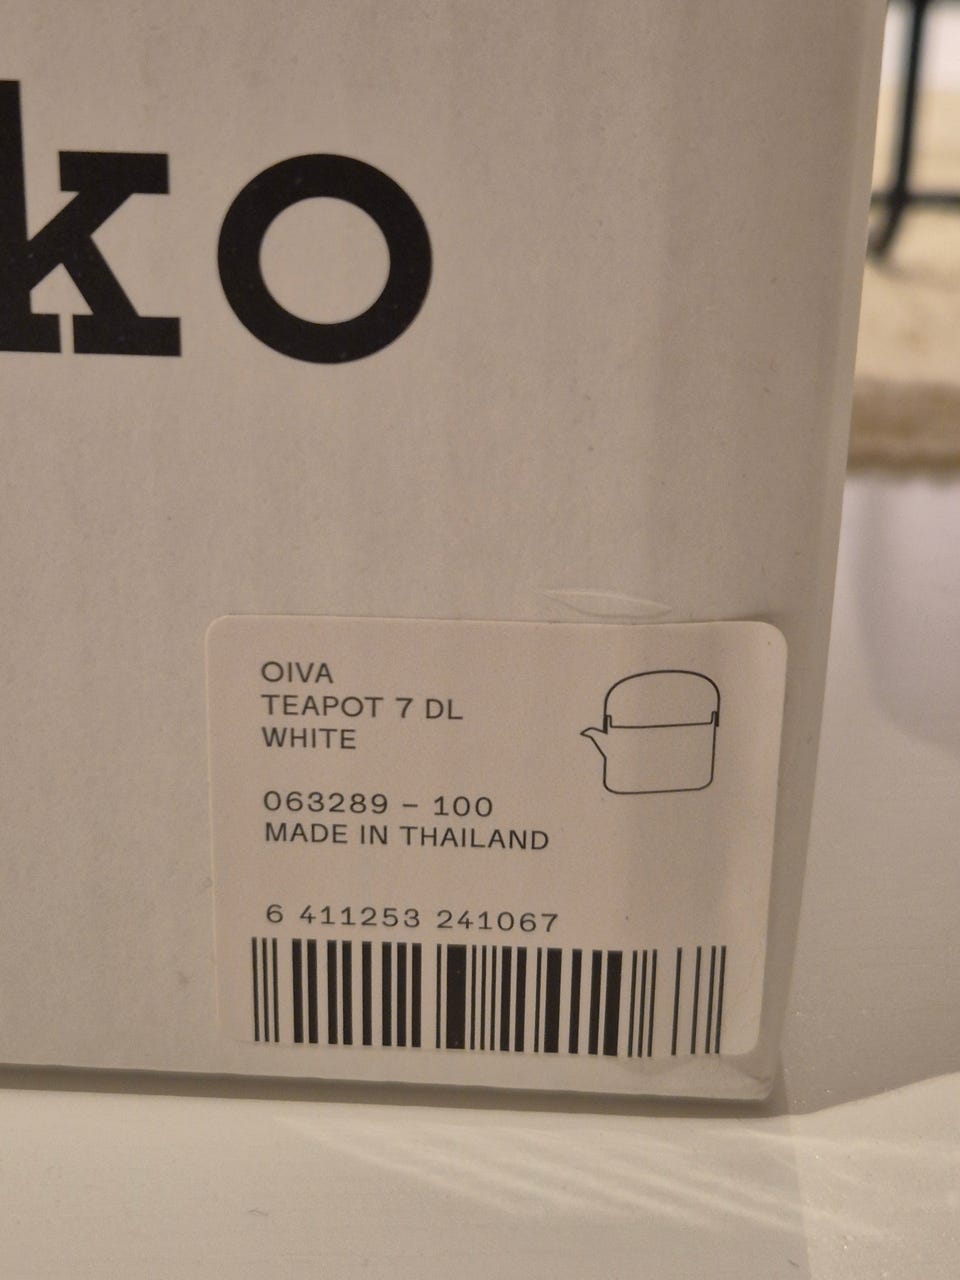 ko
OIVA
TEAPOT 7 DL
WHITE
063289 – 100
MADE IN THAILAND
6 411253 241067